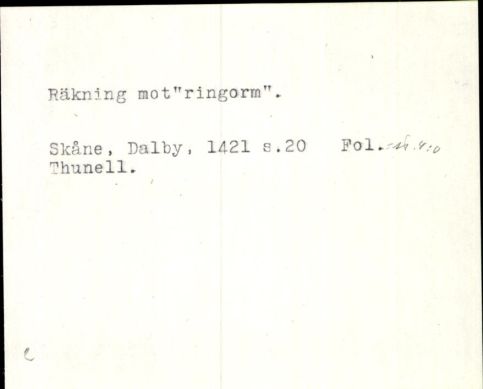 Räkning mot"ringorm".
Skåne, Dalby, 1421 s.20 Fol.
Thunell.